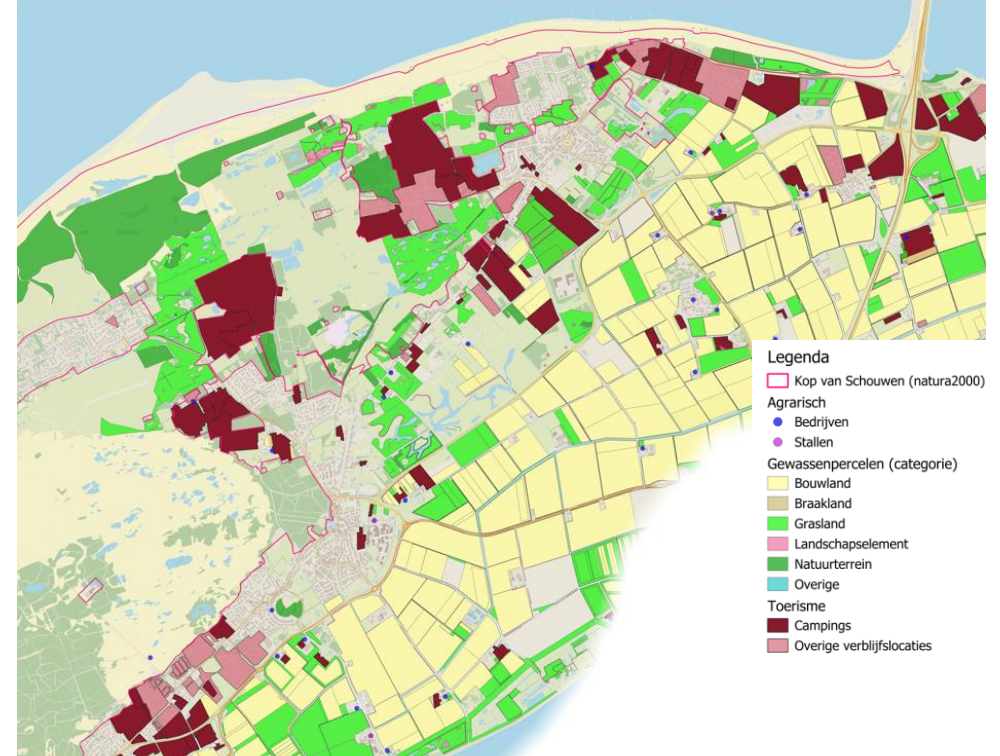 Legenda
Kop van Schouwen (natura2000)
Agrarisch
Bedrijven
Stallen
Gewassenpercelen (categorie)
Bouwland
Braakland
Grasland
Landschapselement
Natuurterrein
Overige
Toerisme
Campings
Overige verblijfslocaties